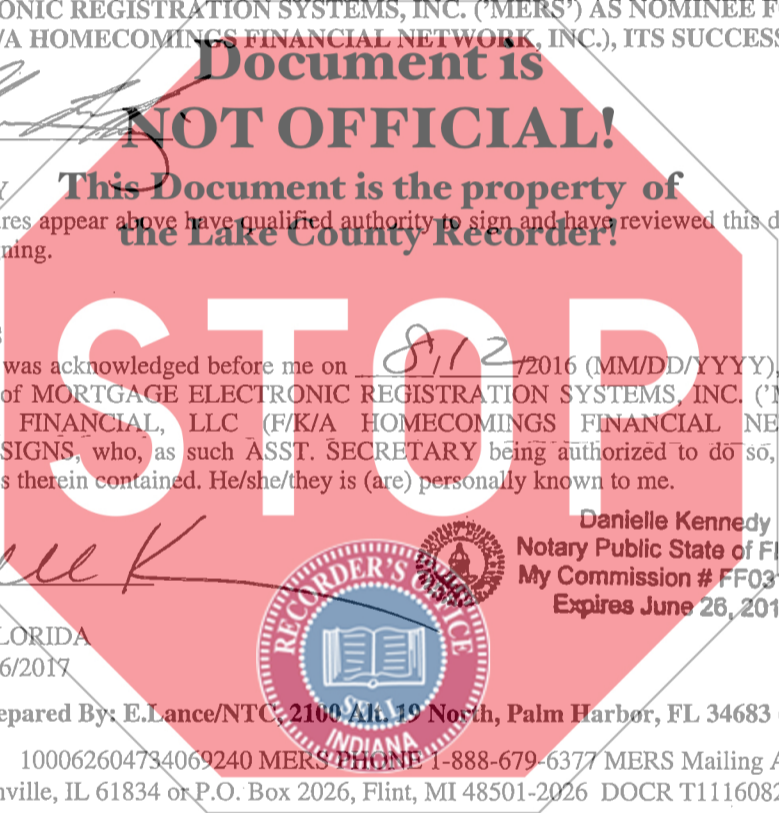 ONIC REGISTRATION SYSTEMS, INC. ('MERS') AS NOMINEE F
/A HOMECOMINGS FINANCIAL NETWORK, INC.), ITS SUCCESS
Document is
NOT OFFICIAL!
This Document is the property of
the Lake County Recorder!
Y
res appear above have qualified authority to sign and have reviewed this d
ning.
STOP
was acknowledged before me on 8/12/2016 (MM/DD/YYYY),
of MORTGAGE ELECTRONIC REGISTRATION SYSTEMS, INC. ('
FINANCIAL, LLC (F/K/A HOMECOMINGS FINANCIAL NE
SIGNS, who, as such ASST. SECRETARY being authorized to do so,
s therein contained. He/she/they is (are) personally known to me.
Danielle Kennedy
Notary Public State of Fl
My Commission # FF03
Expires June 26, 201
RECORDER'S OFFICE
SEAL
INDIANA
LORIDA
6/2017
epared By: E.Lance/NTC, 2100 Alt. 19 North, Palm Harbor, FL 34683
100062604734069240 MERS PHONE 1-888-679-6377 MERS Mailing A
nville, IL 61834 or P.O. Box 2026, Flint, MI 48501-2026 DOCR T1116082